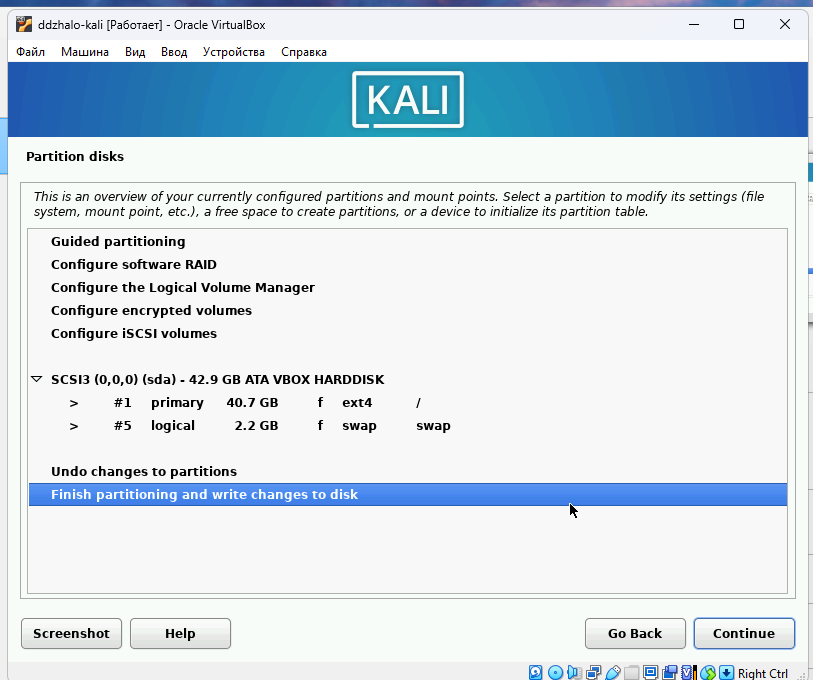 ddzhalo-kali [Работает] - Oracle VirtualBox
Файл Машина Вид Ввод Устройства Справка
KALI
Partition disks
This is an overview of your currently configured partitions and mount points. Select a partition to modify its settings (file
system, mount point, etc.), a free space to create partitions, or a device to initialize its partition table.
Guided partitioning
Configure software RAID
Configure the Logical Volume Manager
Configure encrypted volumes
Configure iSCSI volumes
SCSI3 (0,0,0) (sda) - 42.9 GB ATA VBOX HARDDISK
> #1 primary 40.7 GB f ext4 /
> #5 logical 2.2 GB f swap swap
Undo changes to partitions
Finish partitioning and write changes to disk
Screenshot Help Go Back Continue
Right Ctrl